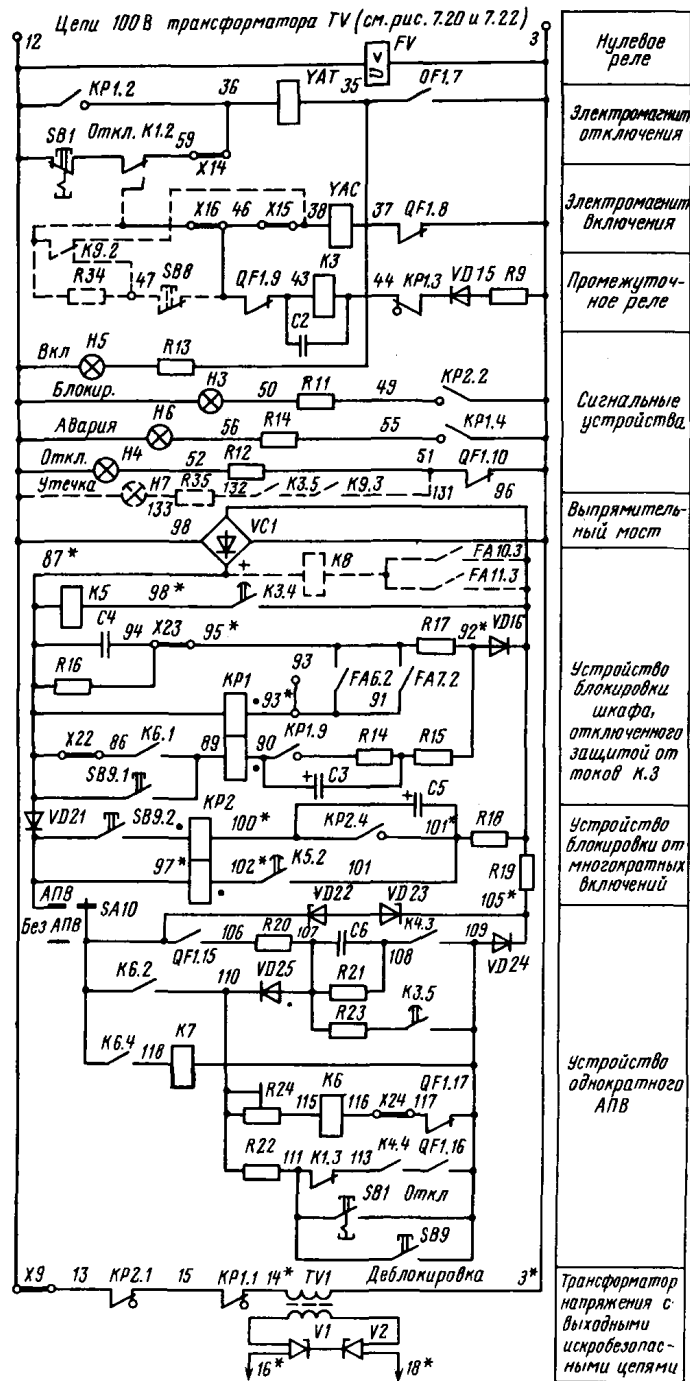 Цепи 100 В трансформатора TV (см. рис. 7.20 и 7.22)
12 FV 3
U <
Нулевое
реле
KP1.2 36 YAT 35 OF1.7
Электромагнит
отключения
SB1 Откл. K1.2 59 X14
YAC
X16 46 X15 38 37 QF1.8
Электромагнит
включения
K9.2
R34 47 SB8 QF1.9 43 K3 44 KP1.3 VD15 R9
C2
Промежуточ-
ное реле
Вкл H5 R13
Блокир. H3 50 R11 49 KP2.2
Авария H6 56 R14 55 KP1.4
Откл. H4 52 R12 51 QF1.10
Утечка H7 133 R35 132 K3.5 K9.3 131 96
Сигнальные
устройства
98 VC1
Выпрямитель-
ный мост
87* + K8 FA10.3
FA11.3
K5 98* K3.4
C4 94 X23 95* R17 92* VD16
R16 KP1 93 93* FA6.2 91 FA7.2
X22 86 K6.1 89 90 KP1.9 R14 R15
SB9.1 + C3
Устройство
блокировки
шкафа,
отключенного
защитой от
токов К.З
VD21 SB9.2 KP2 100* KP2.4 + C5 101* R18
97* 102* K5.2 101 R19
Устройство
блокировки от
многократных
включений
АПВ SA10 VD22 VD23 105*
Без АПВ
QF1.15 106 R20 107 C6 108 K4.3 109 VD24
K6.2 110 VD25 R21
R23 K3.5
K6.4 118 K7
R24 115 K6 116 X24 117 QF1.17
R22 111 K1.3 113 K4.4 QF1.16
SB1 Откл
SB9
Устройство
однократного
АПВ
X9 13 KP2.1 15 KP1.1 14* TV1 Деблокировка 3*
V1 V2
16* 18*
Трансформатор
напряжения с
выходными
искробезопас-
ными цепями